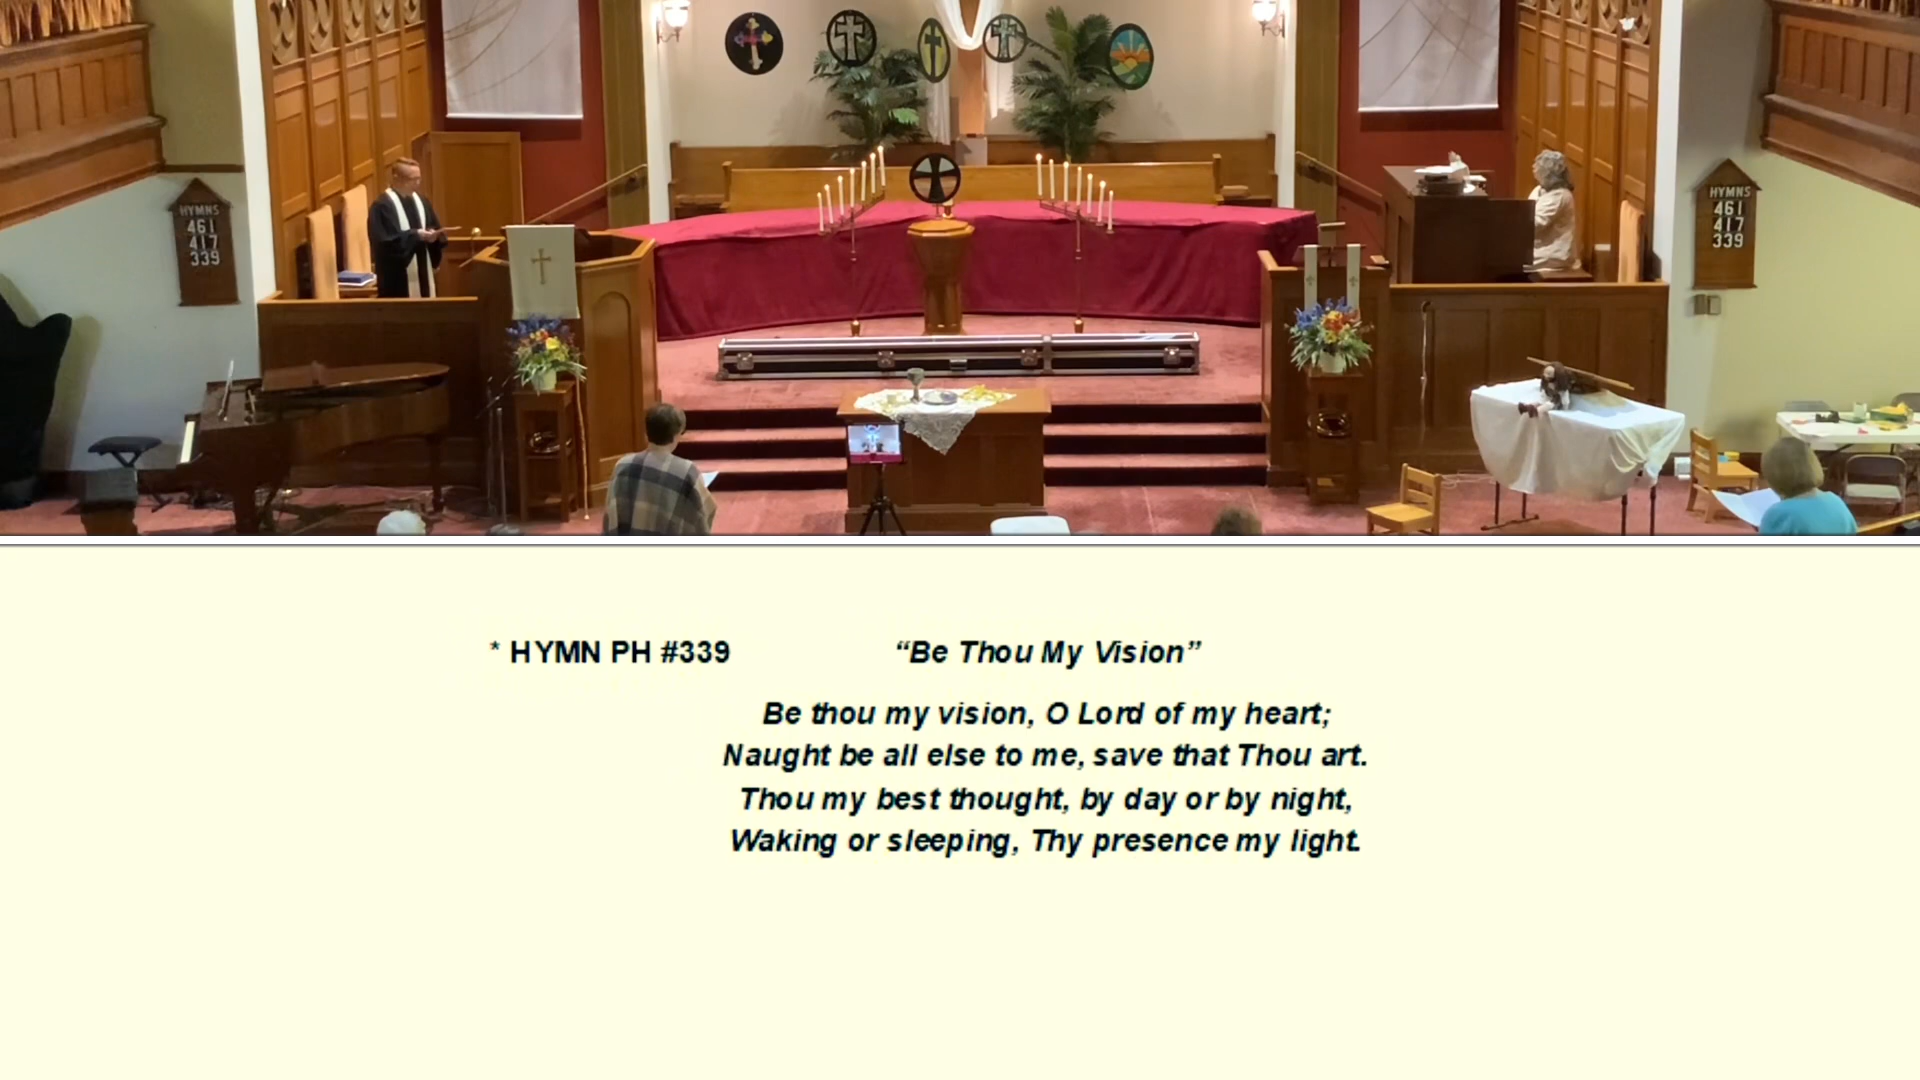 HYMNS
461
417
339
HYMNS
461
417
339
* HYMN PH #339 “Be Thou My Vision”
Be thou my vision, O Lord of my heart;
Naught be all else to me, save that Thou art.
Thou my best thought, by day or by night,
Waking or sleeping, Thy presence my light.